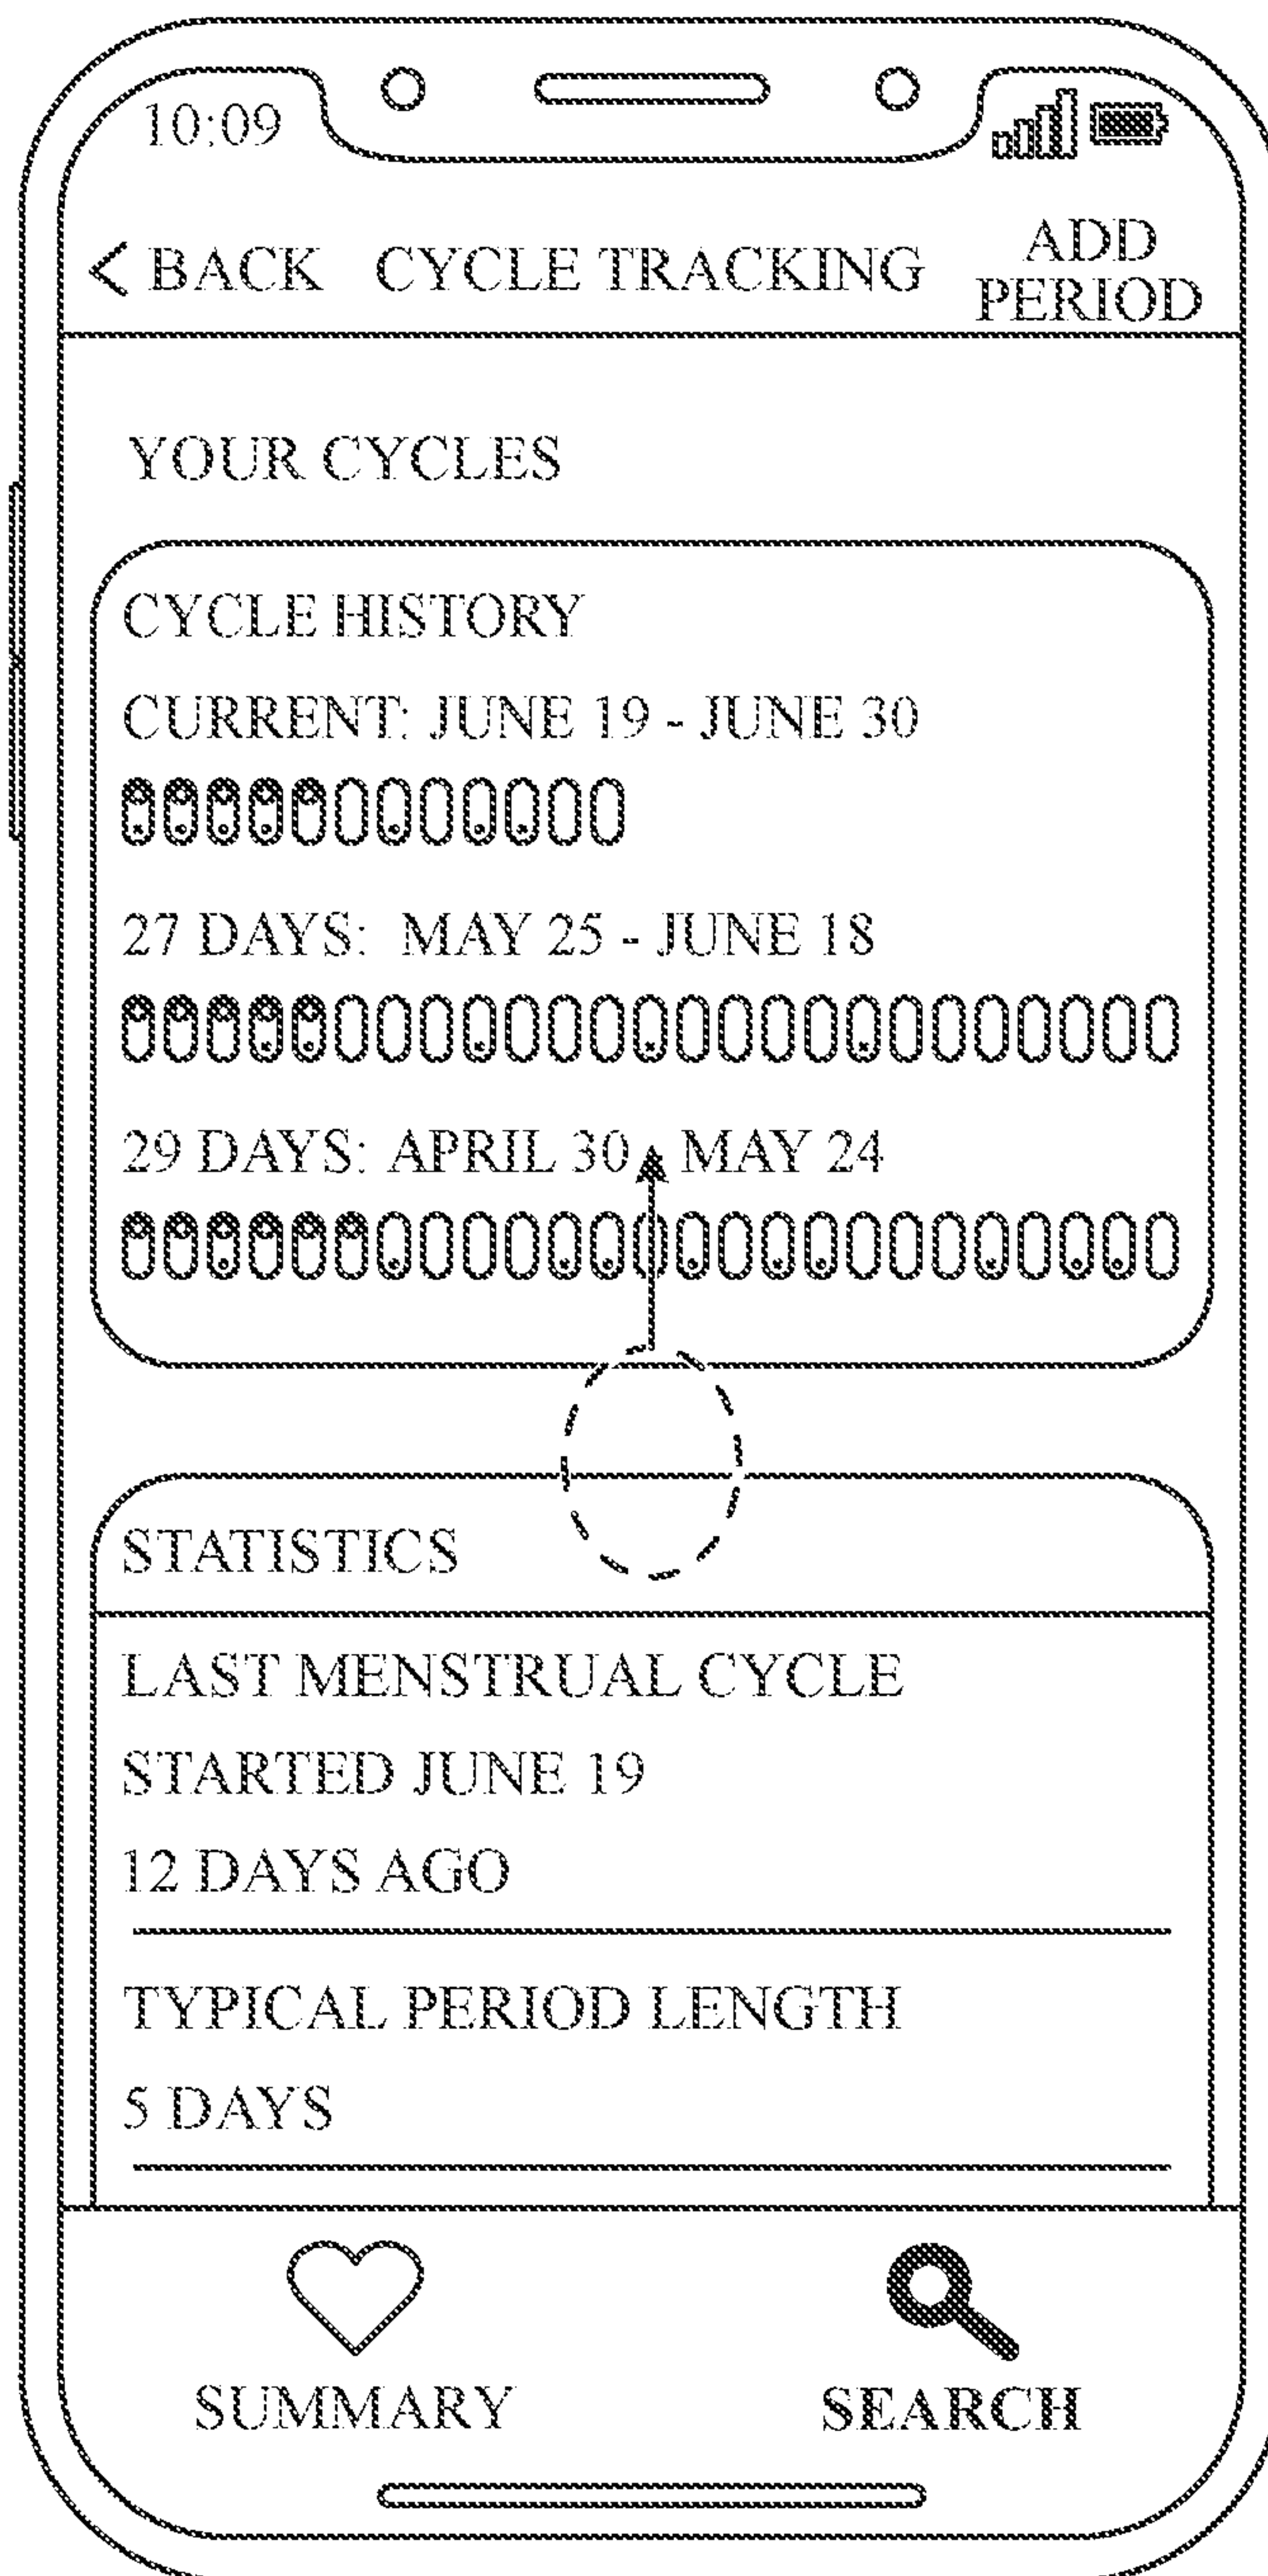 10:09
< BACK CYCLE TRACKING ADD PERIOD
YOUR CYCLES
CYCLE HISTORY
CURRENT: JUNE 19 - JUNE 30
27 DAYS: MAY 25 - JUNE 18
29 DAYS: APRIL 30 MAY 24
STATISTICS
LAST MENSTRUAL CYCLE
STARTED JUNE 19
12 DAYS AGO
TYPICAL PERIOD LENGTH
5 DAYS
SUMMARY SEARCH